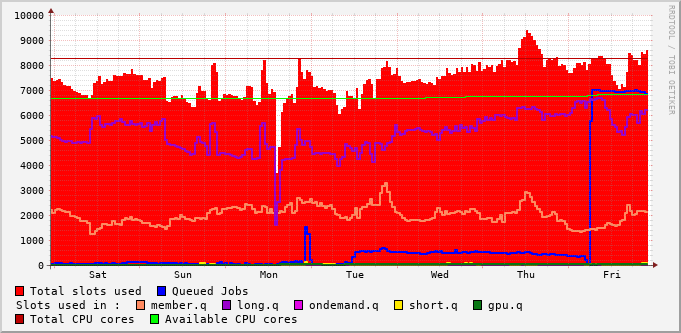 10000
9000
8000
7000
6000
5000
4000
3000
2000
1000
0
Sat Sun Mon Tue Wed Thu Fri
RRDTOOL / TOBI OETIKER
Total slots used Queued Jobs
Slots used in : member.q long.q ondemand.q short.q gpu.q
Total CPU cores Available CPU cores